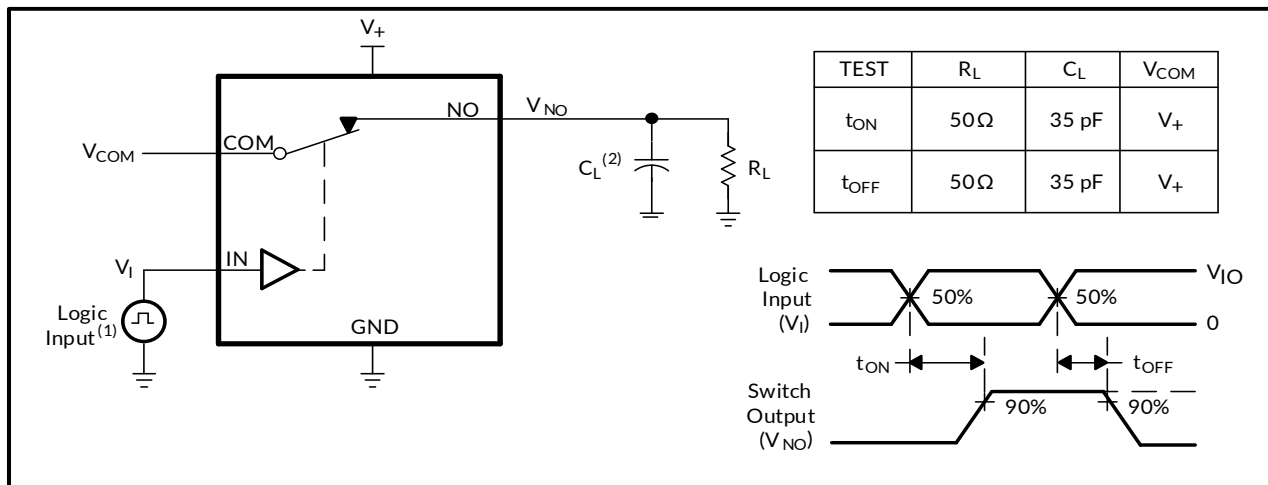 V+
NO
VNO
COM
VCOM
CL(2)
RL
IN
VI
Logic
Input(1)
GND
TEST RL CL VCOM
tON 50Ω 35 pF V+
tOFF 50Ω 35 pF V+
Logic
Input
(VI)
50%
50%
VIO
0
tON
tOFF
Switch
Output
(VNO)
90%
90%